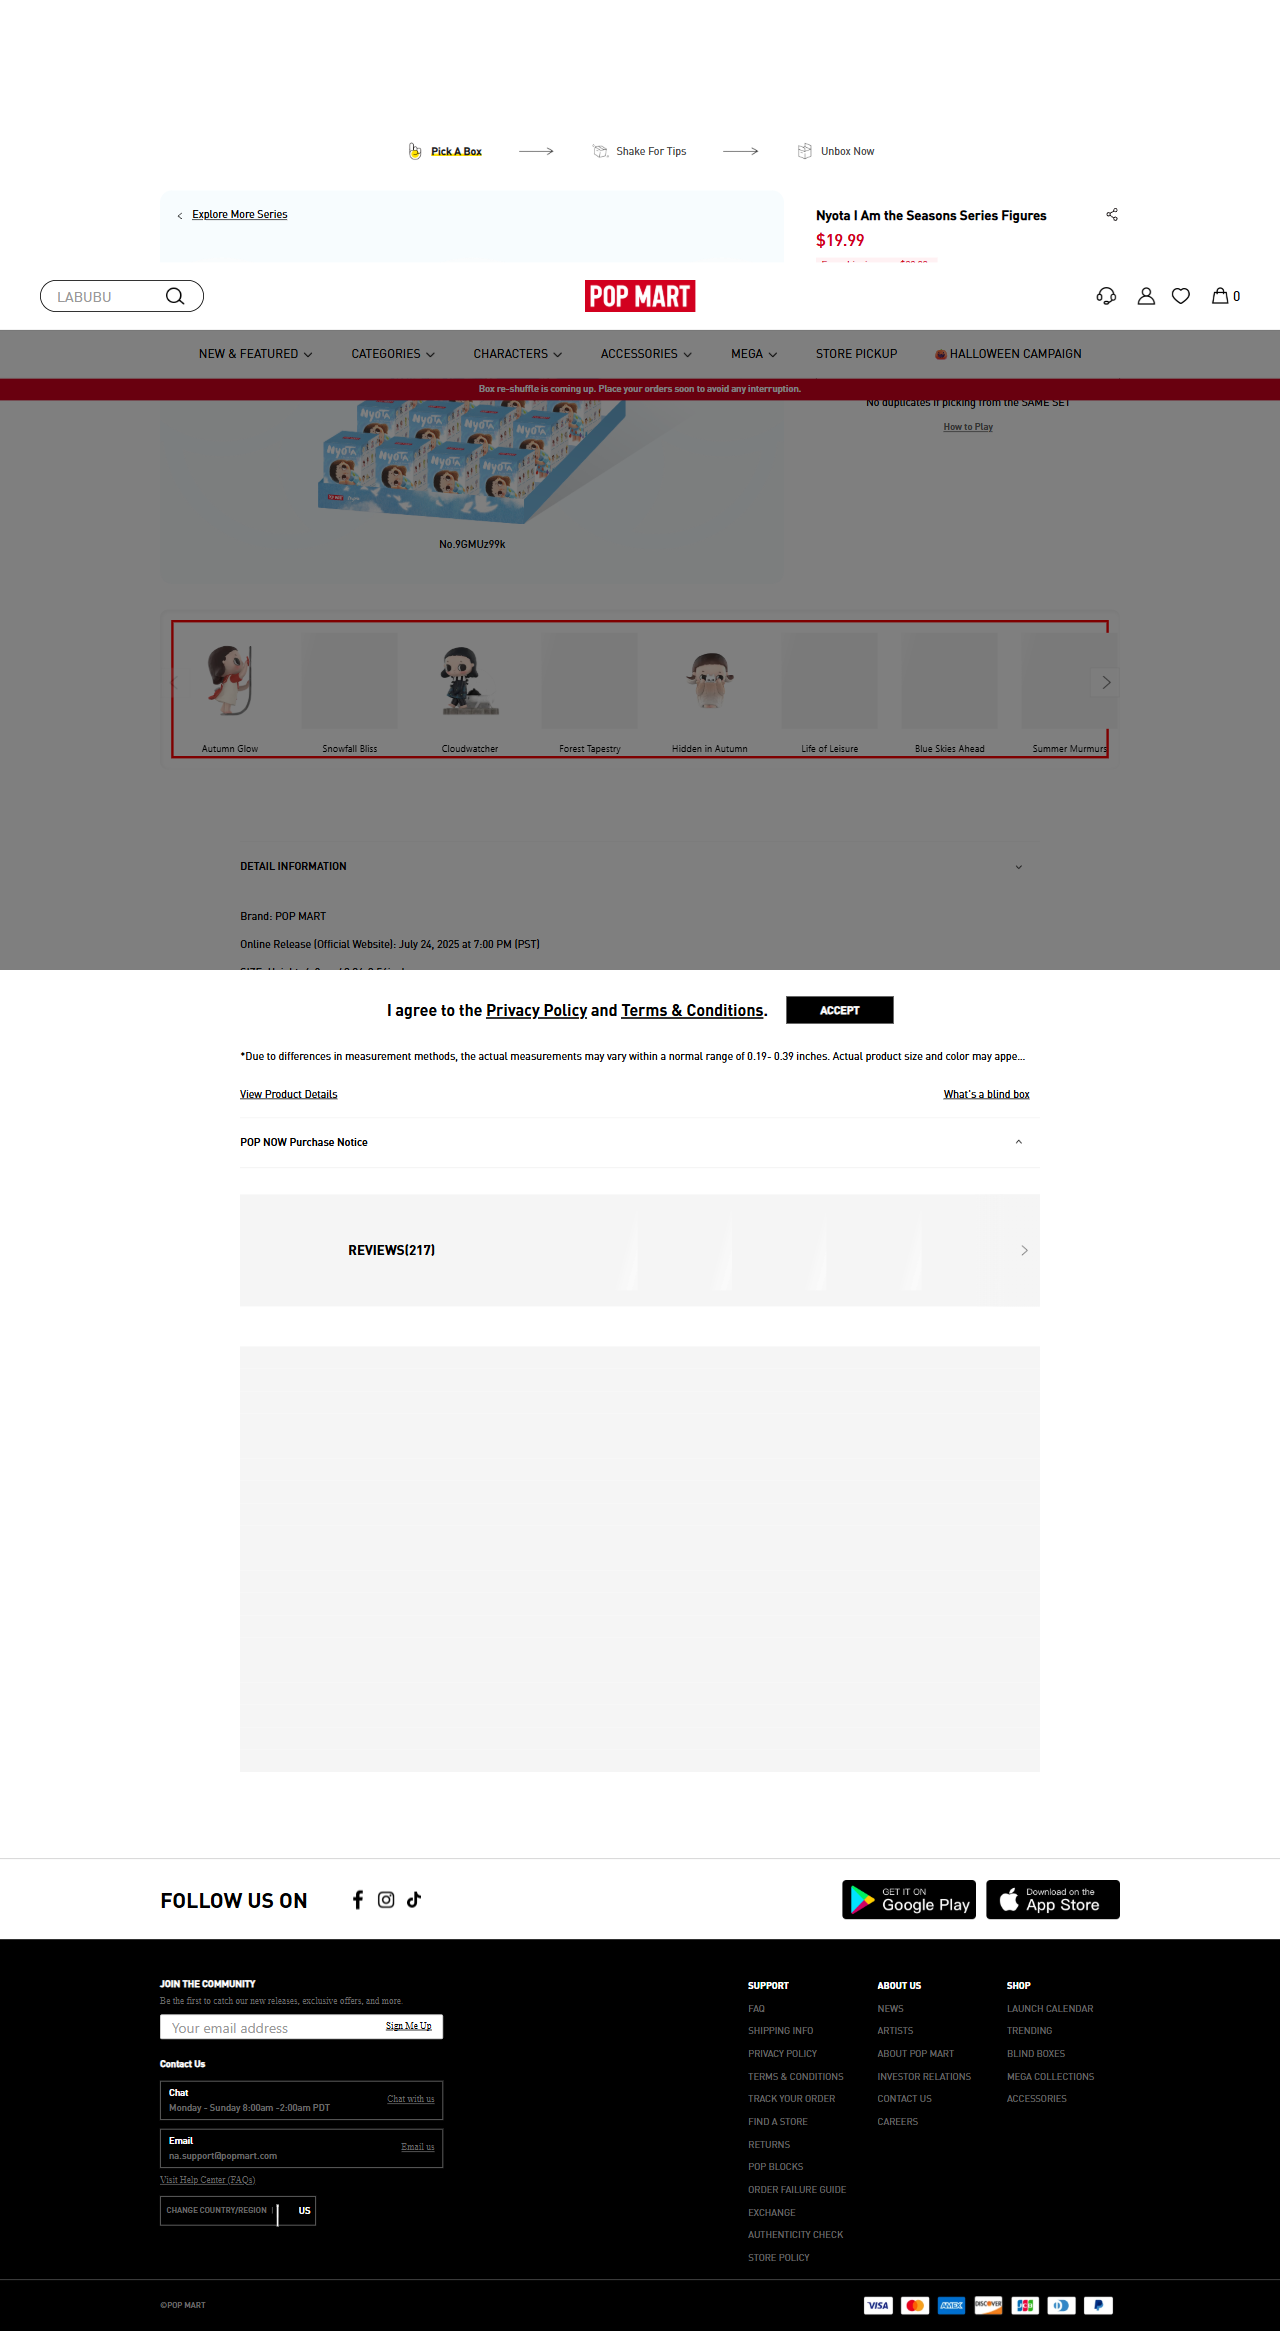 Pick A Box
Shake For Tips
Unbox Now
Explore More Series
Nyota I Am the Seasons Series Figures
$19.99
LABUBU
POP MART
0
NEW & FEATURED
CATEGORIES
CHARACTERS
ACCESSORIES
MEGA
STORE PICKUP
HALLOWEEN CAMPAIGN
Box re-shuffle is coming up. Place your orders soon to avoid any interruption.
No duplicates if picking from the SAME SET
How to Play
Nyota
Nyota
Nyota
Nyota
No.9GMUz99k
Autumn Glow
Snowfall Bliss
Cloudwatcher
Forest Tapestry
Hidden in Autumn
Life of Leisure
Blue Skies Ahead
Summer Murmurs
DETAIL INFORMATION
Brand: POP MART
Online Release (Official Website): July 24, 2025 at 7:00 PM (PST)
I agree to the Privacy Policy and Terms & Conditions.
ACCEPT
*Due to differences in measurement methods, the actual measurements may vary within a normal range of 0.19- 0.39 inches. Actual product size and color may appe...
View Product Details
What's a blind box
POP NOW Purchase Notice
REVIEWS(217)
FOLLOW US ON
GET IT ON
Google Play
Download on the
App Store
JOIN THE COMMUNITY
Be the first to catch our new releases, exclusive offers, and more.
Your email address
Sign Me Up
Contact Us
Chat
Monday - Sunday 8:00am -2:00am PDT
Chat with us
Email
na.support@popmart.com
Email us
Visit Help Center (FAQs)
CHANGE COUNTRY/REGION |
US
SUPPORT
FAQ
SHIPPING INFO
PRIVACY POLICY
TERMS & CONDITIONS
TRACK YOUR ORDER
FIND A STORE
RETURNS
POP BLOCKS
ORDER FAILURE GUIDE
EXCHANGE
AUTHENTICITY CHECK
STORE POLICY
ABOUT US
NEWS
ARTISTS
ABOUT POP MART
INVESTOR RELATIONS
CONTACT US
CAREERS
SHOP
LAUNCH CALENDAR
TRENDING
BLIND BOXES
MEGA COLLECTIONS
ACCESSORIES
©POP MART
VISA
AMEX
DISCOVER
JCB